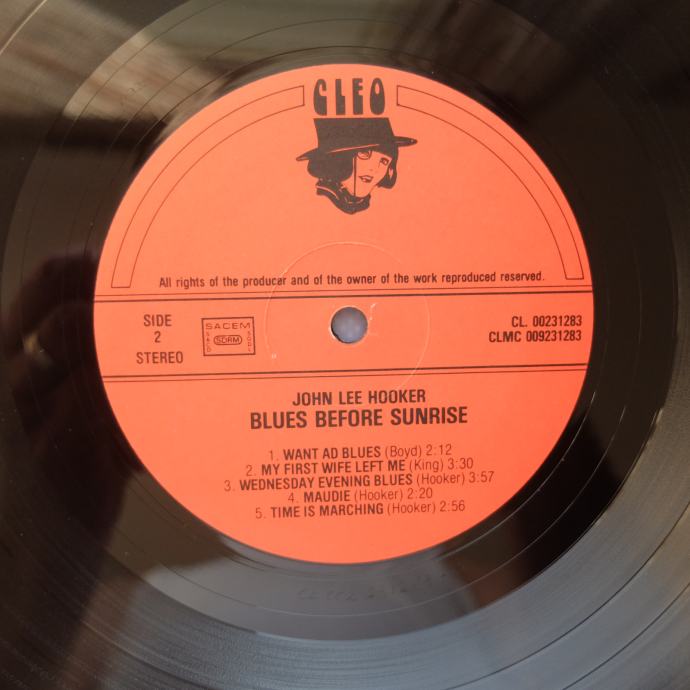 CLEO
All rights of the producer and of the owner of the work reproduced reserved.
SIDE
2
STEREO
SACEM
SDRM
CL. 00231283
CLMC 009231283
JOHN LEE HOOKER
BLUES BEFORE SUNRISE
1. WANT AD BLUES (Boyd) 2:12
2. MY FIRST WIFE LEFT ME (King) 3:30
3. WEDNESDAY EVENING BLUES (Hooker) 3:57
4. MAUDIE (Hooker) 2:20
5. TIME IS MARCHING (Hooker) 2:56